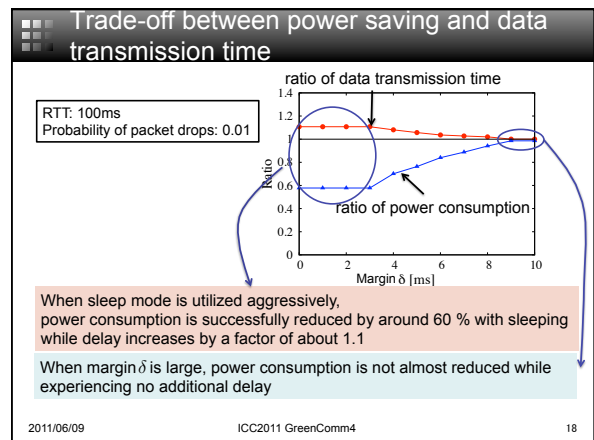 Trade-off between power saving and data
transmission time
ratio of data transmission time
RTT: 100ms
Probability of packet drops: 0.01
1.4
1.2
1
0.8
0.6
0.4
0.2
0
Ratio
ratio of power consumption
0 2 4 6 8 10
Margin δ [ms]
When sleep mode is utilized aggressively,
power consumption is successfully reduced by around 60 % with sleeping
while delay increases by a factor of about 1.1
When margin δ is large, power consumption is not almost reduced while
experiencing no additional delay
2011/06/09 ICC2011 GreenComm4 18